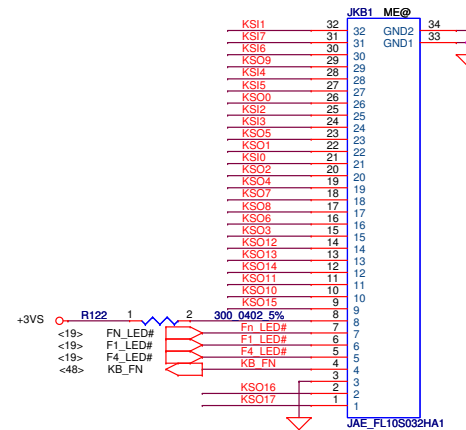 JKB1 ME@
KSI1 32 32 GND2 34
KSI7 31 31 GND1 33
KSI6 30 30
KSO9 29 29
KSI4 28 28
KSI5 27 27
KSO0 26 26
KSI2 25 25
KSI3 24 24
KSO5 23 23
KSO1 22 22
KSI0 21 21
KSO2 20 20
KSO4 19 19
KSO7 18 18
KSO8 17 17
KSO6 16 16
KSO3 15 15
KSO12 14 14
KSO13 13 13
KSO14 12 12
KSO11 11 11
KSO10 10 10
KSO15 9 9
+3VS R122 1 2 300_0402_5% 8 8
<19> FN_LED# Fn_LED# 7 7
<19> F1_LED# F1_LED# 6 6
<19> F4_LED# F4_LED# 5 5
<48> KB_FN KB_FN 4 4
3 3
KSO16 2 2
KSO17 1 1
JAE_FL10S032HA1